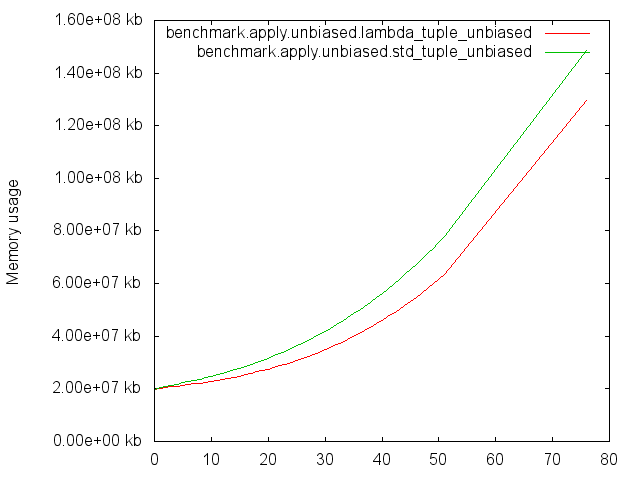 1.60e+08 kb
benchmark.apply.unbiased.lambda_tuple_unbiased
benchmark.apply.unbiased.std_tuple_unbiased
1.40e+08 kb
1.20e+08 kb
1.00e+08 kb
8.00e+07 kb
6.00e+07 kb
4.00e+07 kb
2.00e+07 kb
0.00e+00 kb
Memory usage
0 10 20 30 40 50 60 70 80